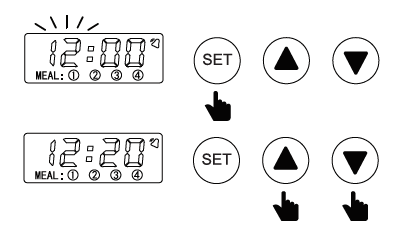 12:00
MEAL: ① ② ③ ④
SET
12:20
MEAL: ① ② ③ ④
SET